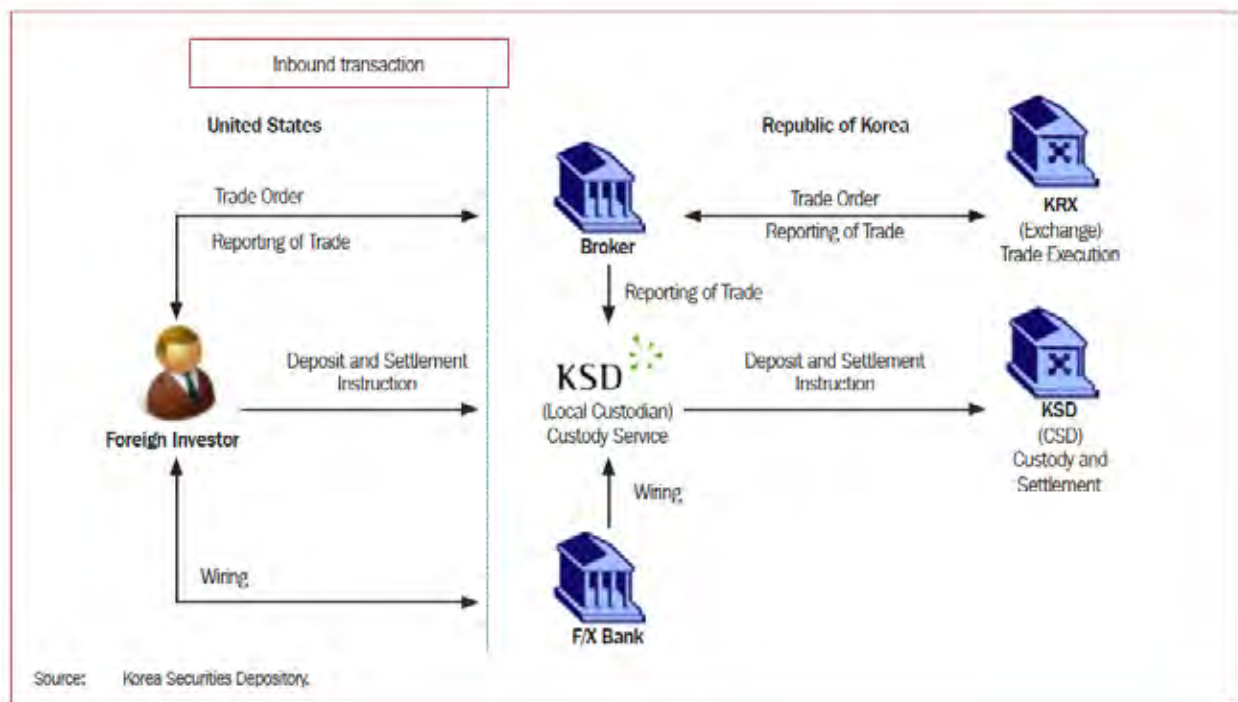 Inbound transaction
United States
Republic of Korea
Trade Order
Reporting of Trade
Broker
Trade Order
Reporting of Trade
KRX
(Exchange)
Trade Execution
Reporting of Trade
Foreign Investor
Deposit and Settlement
Instruction
KSD
(Local Custodian)
Custody Service
Deposit and Settlement
Instruction
KSD
(CSD)
Custody and
Settlement
Wiring
Wiring
F/X Bank
Source: Korea Securities Depository.